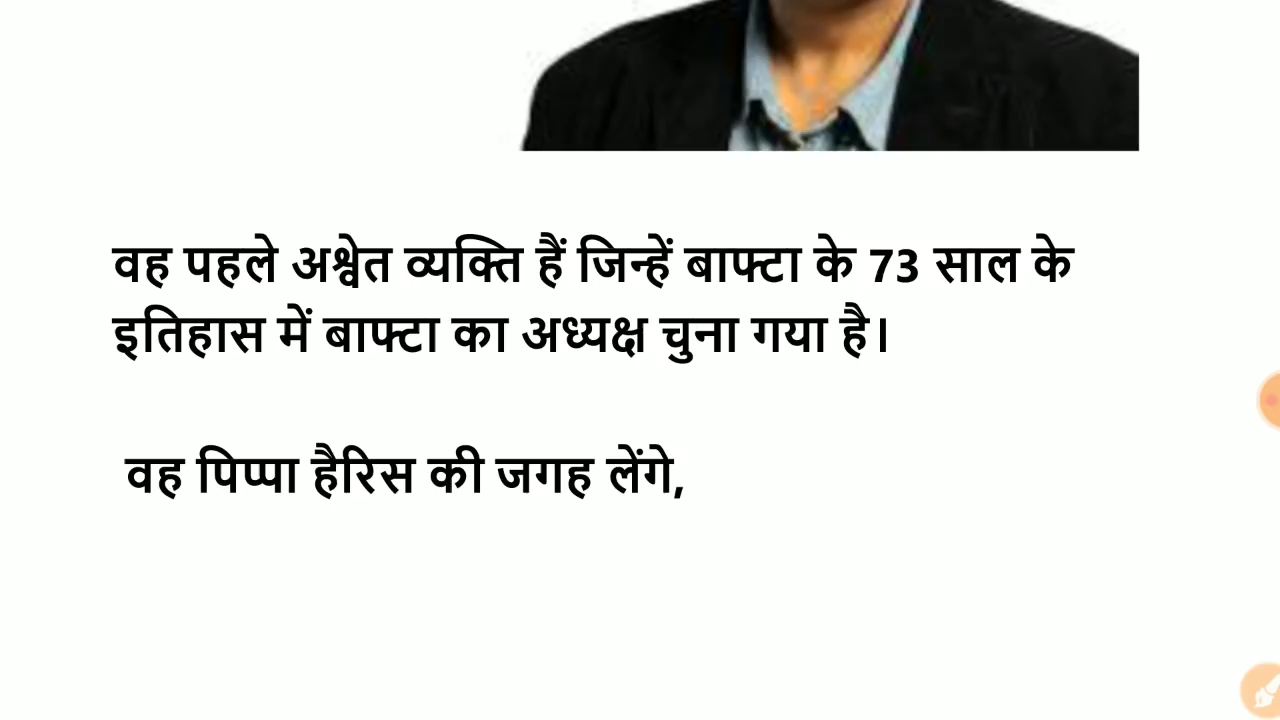 वह पहले अश्वेत व्यक्ति हैं जिन्हें बाफ्टा के 73 साल के
इतिहास में बाफ्टा का अध्यक्ष चुना गया है।
वह पिप्पा हैरिस की जगह लेंगे,